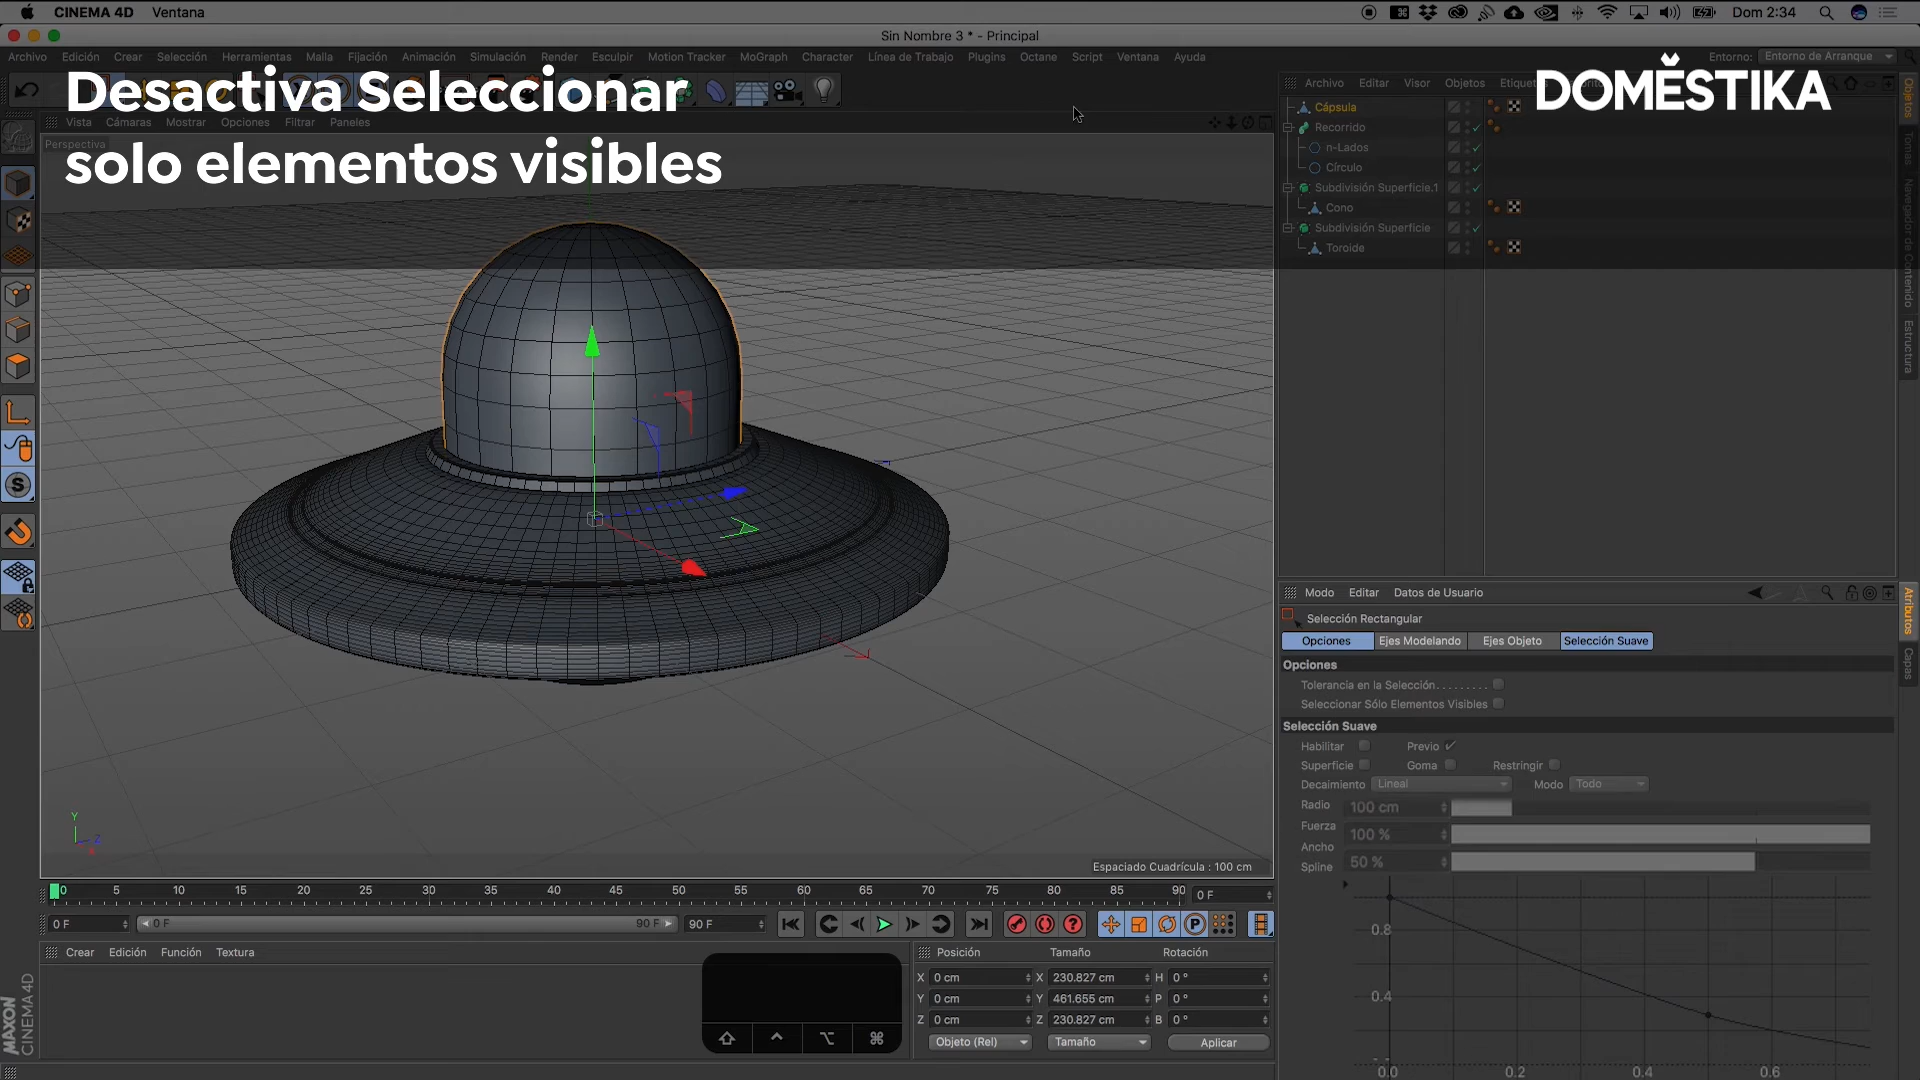 CINEMA 4D Ventana
Dom 2:34
Sin Nombre 3 * - Principal
Archivo Edición Crear Selección Herramientas Malla Fijación Animación Simulación Render Esculpir Motion Tracker MoGraph Character Línea de Trabajo Plugins Octane Script Ventana Ayuda
Entorno: Entorno de Arranque
Desactiva Seleccionar
solo elementos visibles
DOMĚSTIKA
Archivo Editar Visor Objetos
Vista Cámaras Mostrar Opciones Filtrar Paneles
Perspectiva
Cápsula
Recorrido
n-Lados
Círculo
Subdivisión Superficie.1
Cono
Subdivisión Superficie
Toroide
Objetos
Tomas
Navegador de Contenido
Estructura
Y
Z
X
Espaciado Cuadrícula : 100 cm
Modo Editar Datos de Usuario
Selección Rectangular
Opciones Ejes Modelando Ejes Objeto Selección Suave
Opciones
Tolerancia en la Selección. . . . . . . . .
Seleccionar Sólo Elementos Visibles
Selección Suave
Habilitar Previo
Superficie Goma Restringir
Decaimiento Lineal Modo Todo
Radio 100 cm
Fuerza 100 %
Ancho 50 %
Spline
0.8
0.4
0.0 0.2 0.4 0.6
Atributos
Capas
0 5 10 15 20 25 30 35 40 45 50 55 60 65 70 75 80 85 90 0 F
0 F 0 F 90 F 90 F
Crear Edición Función Textura
Posición Tamaño Rotación
X 0 cm X 230.827 cm H 0 °
Y 0 cm Y 461.655 cm P 0 °
Z 0 cm Z 230.827 cm B 0 °
Objeto (Rel) Tamaño Aplicar
MAXON
CINEMA 4D